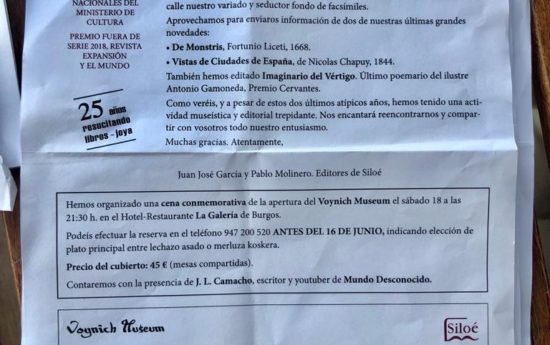 NACIONALES DEL
MINISTERIO DE
CULTURA
PREMIO FUERA DE
SERIE 2018, REVISTA
EXPANSIÓN
Y EL MUNDO
25 años
resucitando
libros - joya
calle nuestro variado y seductor fondo de facsímiles.
Aprovechamos para enviaros información de dos de nuestras últimas grandes
novedades:
• De Monstris, Fortunio Liceti, 1668.
• Vistas de Ciudades de España, de Nicolas Chapuy, 1844.
También hemos editado Imaginario del Vértigo. Último poemario del ilustre
Antonio Gamoneda, Premio Cervantes.
Como veréis, y a pesar de estos dos últimos atípicos años, hemos tenido una acti-
vidad museística y editorial trepidante. Nos encantará reencontrarnos y compar-
tir con vosotros todo nuestro entusiasmo.
Muchas gracias. Atentamente,
Juan José García y Pablo Molinero. Editores de Siloé
Hemos organizado una cena conmemorativa de la apertura del Voynich Museum el sábado 18 a las
21:30 h. en el Hotel-Restaurante La Galería de Burgos.
Podeís efectuar la reserva en el teléfono 947 200 520 ANTES DEL 16 DE JUNIO, indicando elección de
plato principal entre lechazo asado o merluza koskera.
Precio del cubierto: 45 € (mesas compartidas).
Contaremos con la presencia de J. L. Camacho, escritor y youtuber de Mundo Desconocido.
Voynich Museum
Siloé